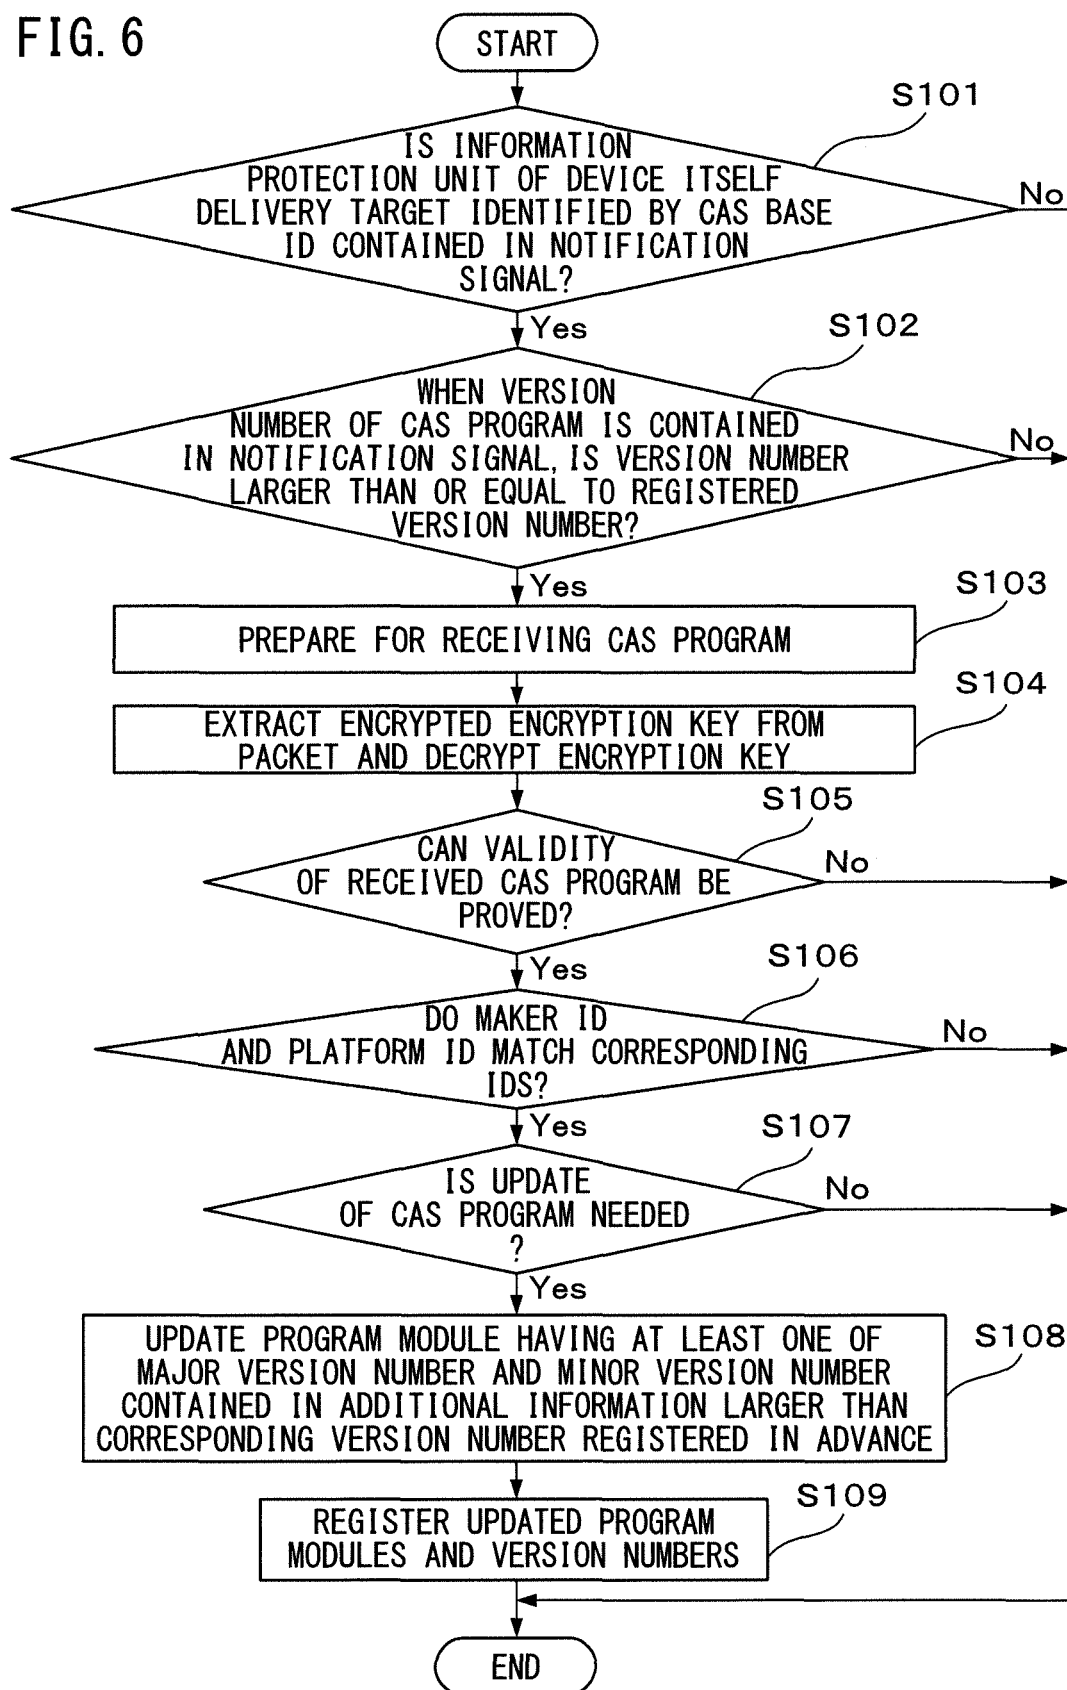 FIG. 6
START
S101
IS INFORMATION
PROTECTION UNIT OF DEVICE ITSELF
DELIVERY TARGET IDENTIFIED BY CAS BASE
ID CONTAINED IN NOTIFICATION
SIGNAL?
No
Yes
S102
WHEN VERSION
NUMBER OF CAS PROGRAM IS CONTAINED
IN NOTIFICATION SIGNAL, IS VERSION NUMBER
LARGER THAN OR EQUAL TO REGISTERED
VERSION NUMBER?
No
Yes
S103
PREPARE FOR RECEIVING CAS PROGRAM
S104
EXTRACT ENCRYPTED ENCRYPTION KEY FROM
PACKET AND DECRYPT ENCRYPTION KEY
S105
CAN VALIDITY
OF RECEIVED CAS PROGRAM BE
PROVED?
No
Yes
S106
DO MAKER ID
AND PLATFORM ID MATCH CORRESPONDING
IDS?
No
Yes
S107
IS UPDATE
OF CAS PROGRAM NEEDED
?
No
Yes
S108
UPDATE PROGRAM MODULE HAVING AT LEAST ONE OF
MAJOR VERSION NUMBER AND MINOR VERSION NUMBER
CONTAINED IN ADDITIONAL INFORMATION LARGER THAN
CORRESPONDING VERSION NUMBER REGISTERED IN ADVANCE
S109
REGISTER UPDATED PROGRAM
MODULES AND VERSION NUMBERS
END